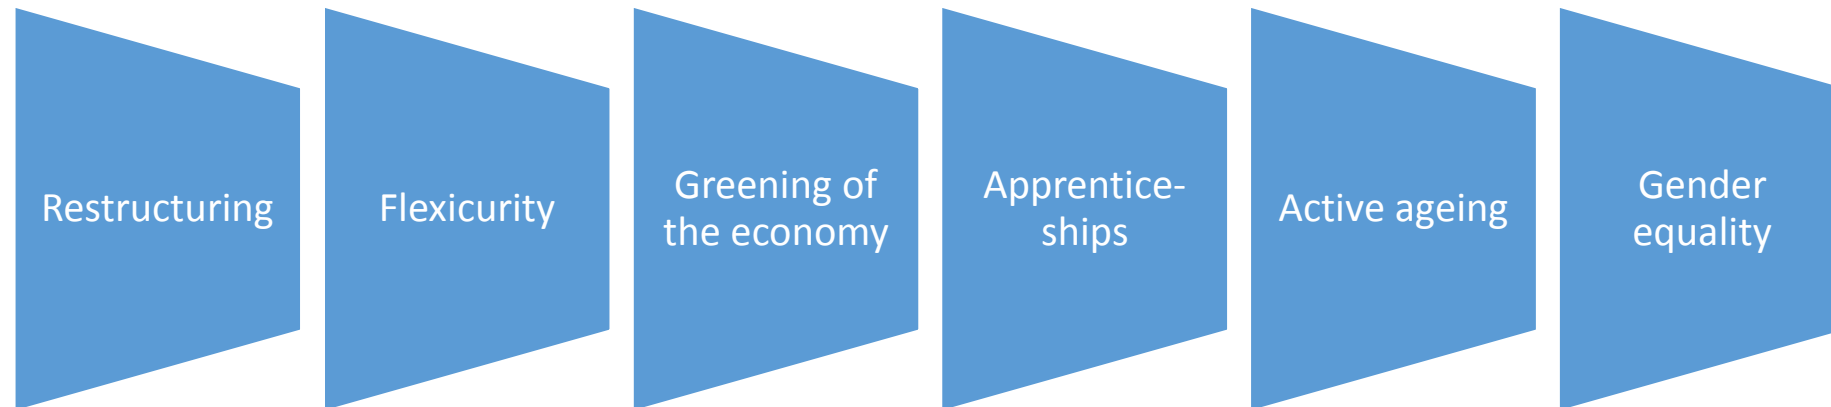 Restructuring
Flexicurity
Greening of
the economy
Apprentice-
ships
Active ageing
Gender
equality